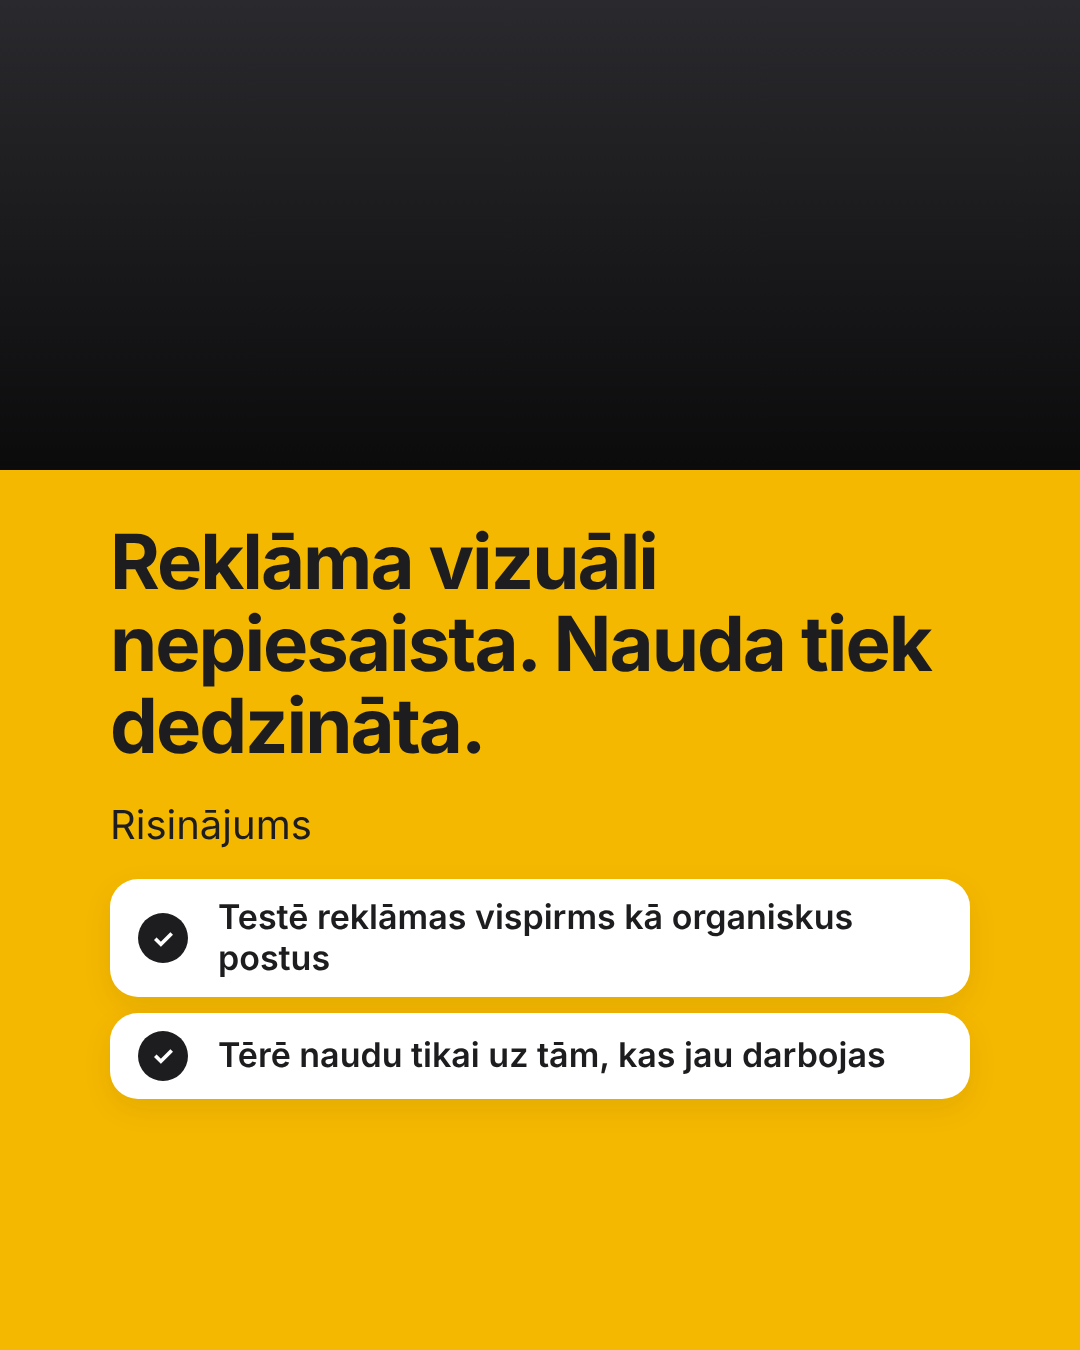 Reklāma vizuāli
nepiesaista. Nauda tiek
dedzināta.
Risinājums
Testē reklāmas vispirms kā organiskus
postus
Tērē naudu tikai uz tām, kas jau darbojas